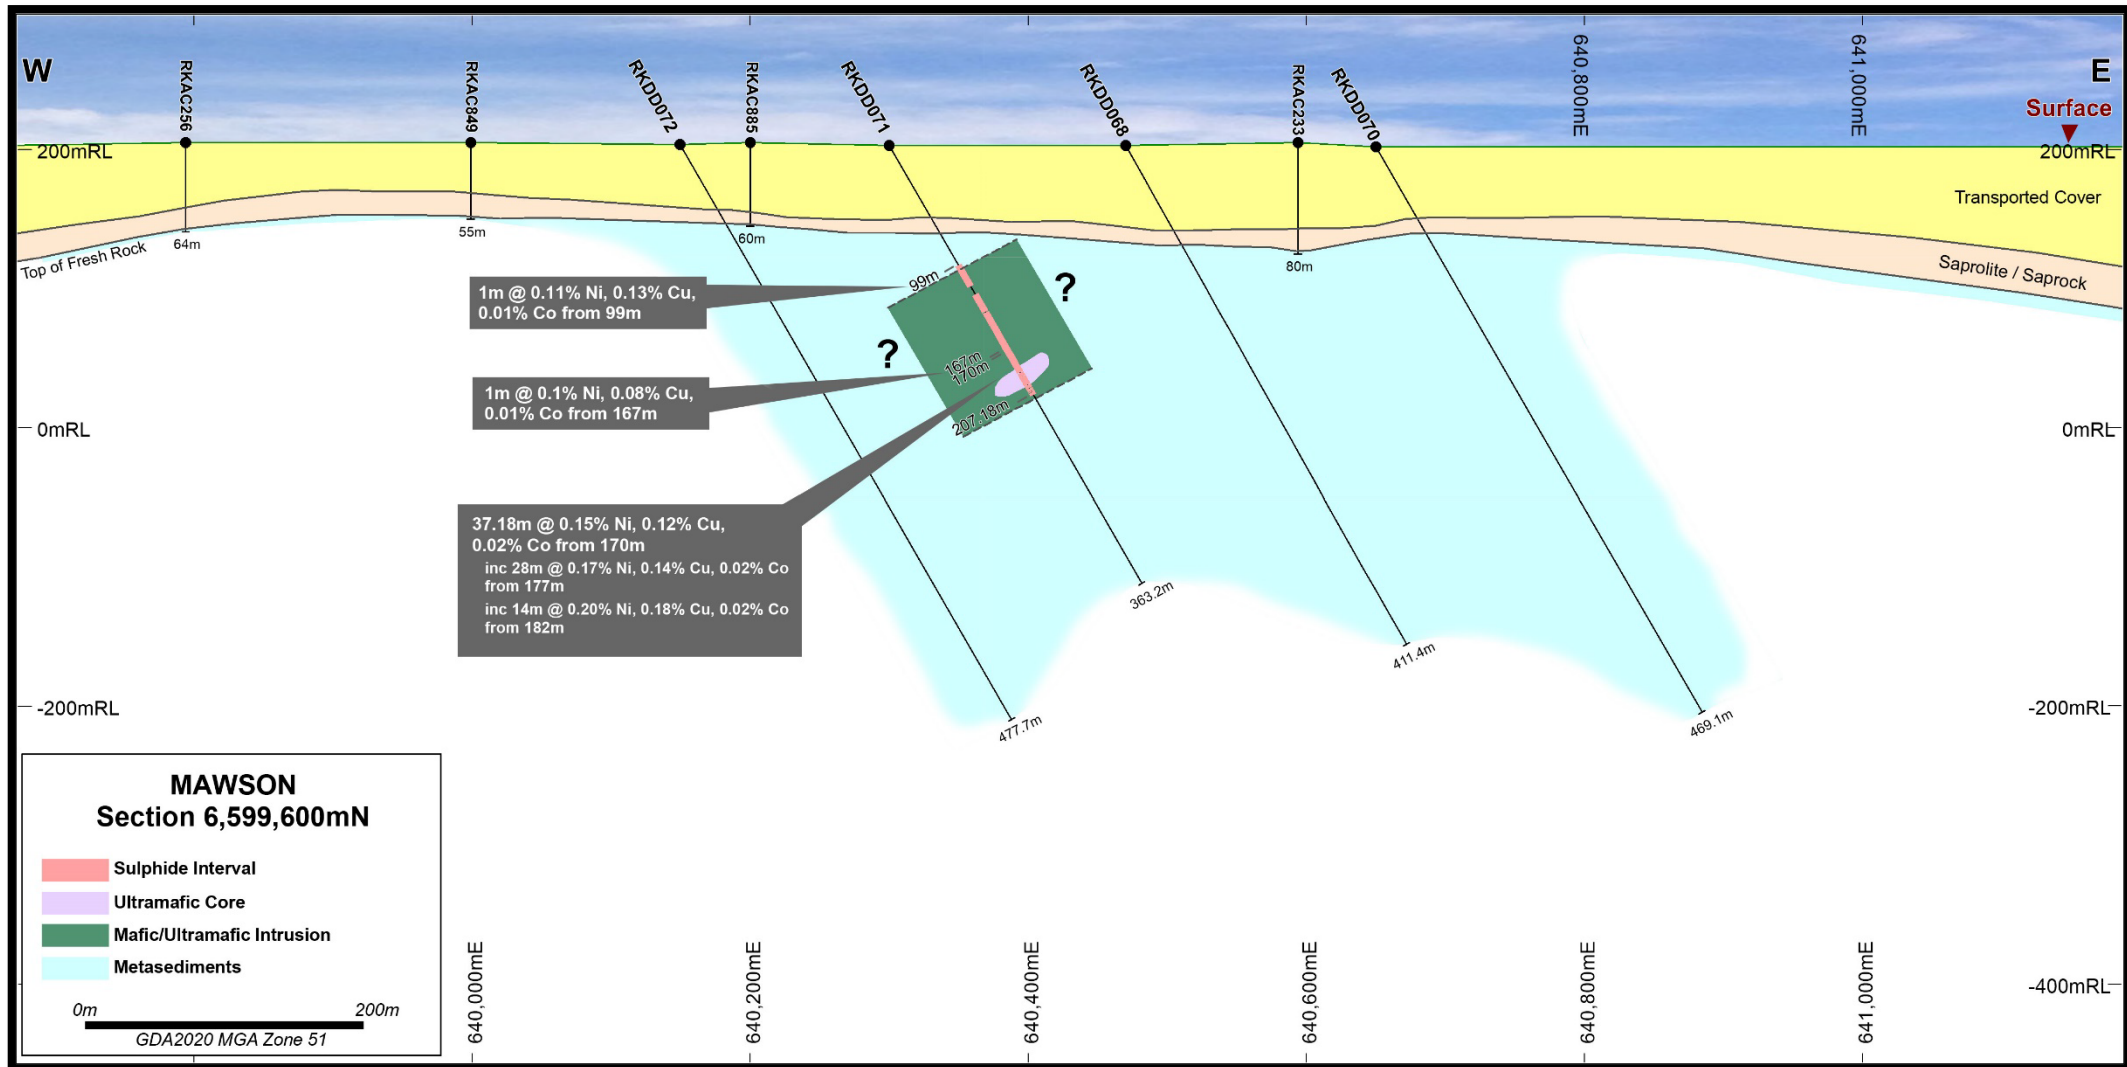 W
E
RKAC256
RKAC849
RKDD072
RKAC885
RKDD071
RKDD068
RKAC233
RKDD070
640,800mE
641,000mE
Surface
200mRL
200mRL
Transported Cover
64m
55m
60m
80m
Top of Fresh Rock
Saprolite / Saprock
99m
?
1m @ 0.11% Ni, 0.13% Cu,
0.01% Co from 99m
?
167m
170m
1m @ 0.1% Ni, 0.08% Cu,
0.01% Co from 167m
207.18m
0mRL
0mRL
37.18m @ 0.15% Ni, 0.12% Cu,
0.02% Co from 170m
inc 28m @ 0.17% Ni, 0.14% Cu, 0.02% Co
from 177m
inc 14m @ 0.20% Ni, 0.18% Cu, 0.02% Co
from 182m
363.2m
411.4m
477.7m
469.1m
-200mRL
-200mRL
MAWSON
Section 6,599,600mN
Sulphide Interval
Ultramafic Core
Mafic/Ultramafic Intrusion
Metasediments
0m 200m
GDA2020 MGA Zone 51
640,000mE
640,200mE
640,400mE
640,600mE
640,800mE
641,000mE
-400mRL